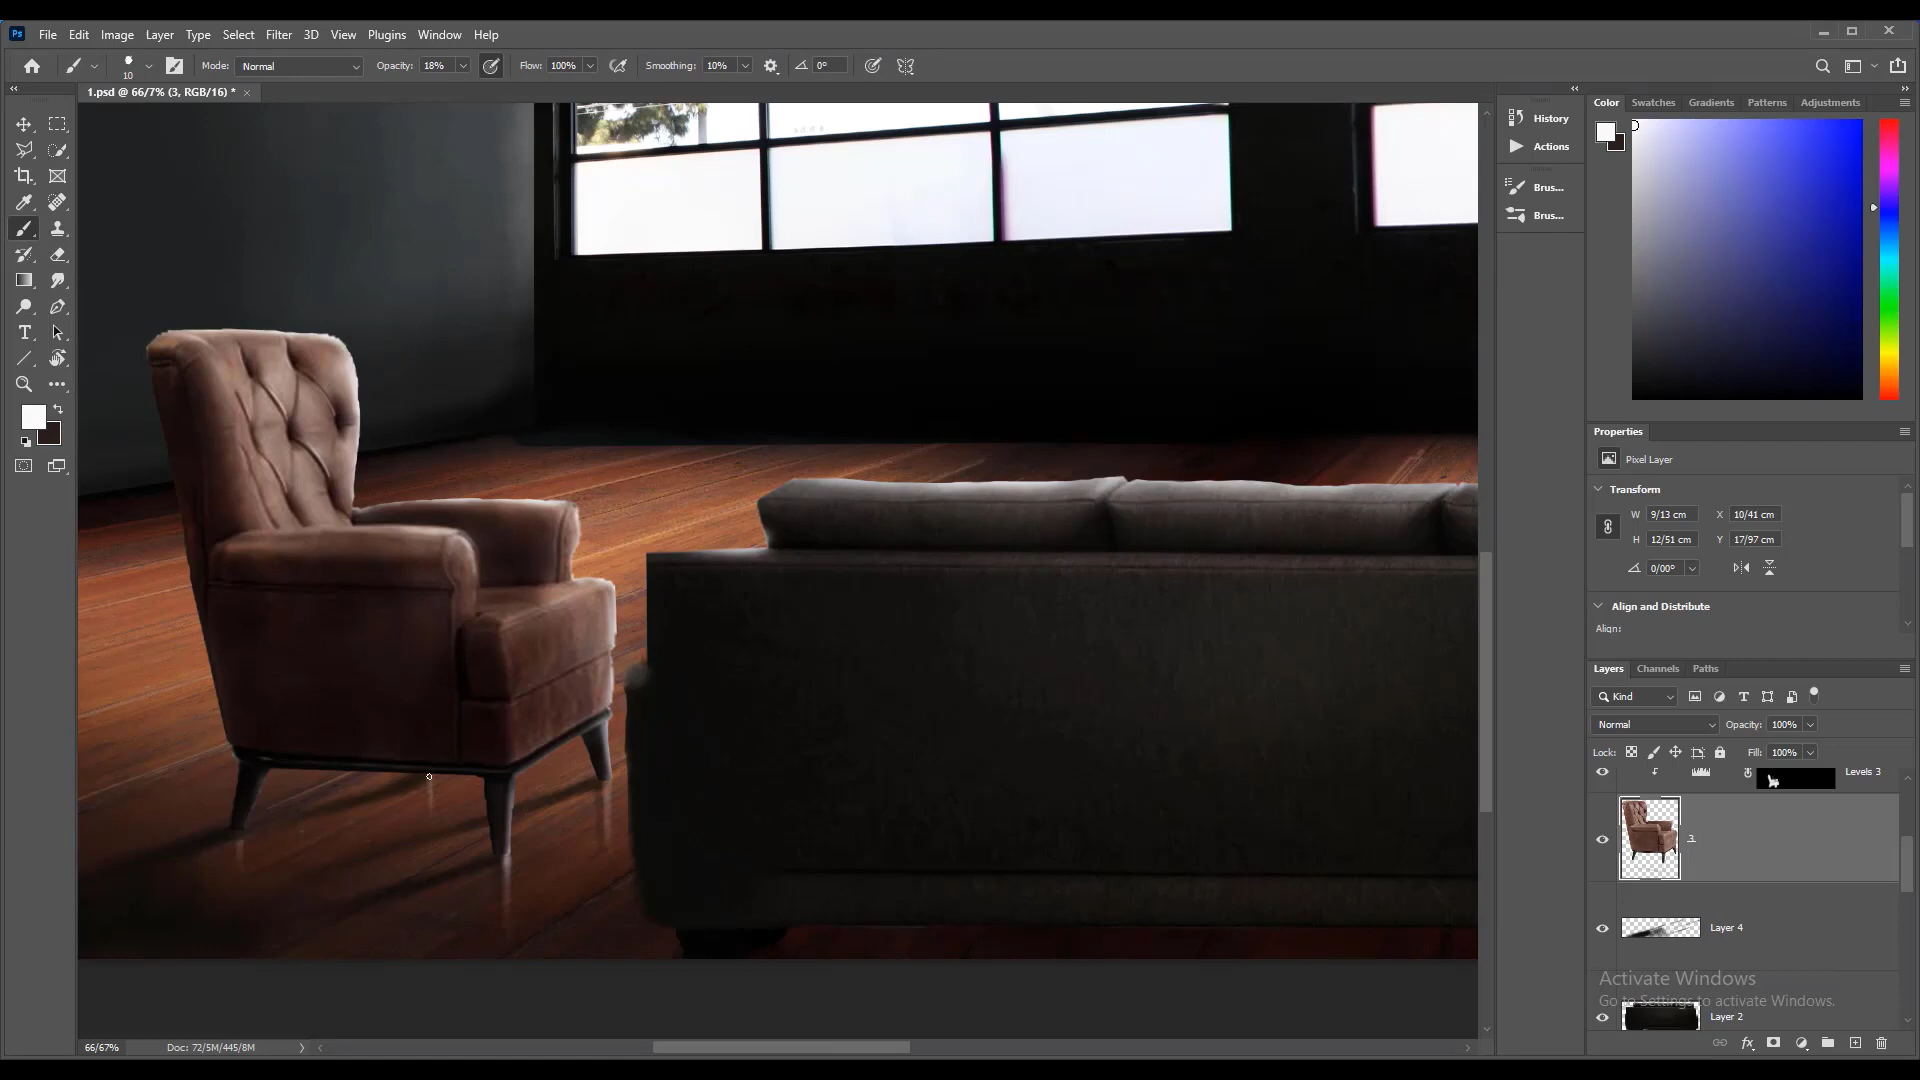 Ps File Edit Image Layer Type Select Filter 3D View Plugins Window Help
10 Mode: Normal Opacity: 18% Flow: 100% Smoothing: 10% 0°
1.psd @ 66/7% (3, RGB/16) * ×
History
Actions
Brus...
Brus...
Color Swatches Gradients Patterns Adjustments
Properties
Pixel Layer
Transform
W 9/13 cm X 10/41 cm
H 12/51 cm Y 17/97 cm
0/00°
Align and Distribute
Align:
Layers Channels Paths
Kind
Normal Opacity: 100%
Lock: Fill: 100%
Levels 3
3
Layer 4
Activate Windows
Go to Settings to activate Windows.
Layer 2
fx
66/67% Doc: 72/5M/445/8M